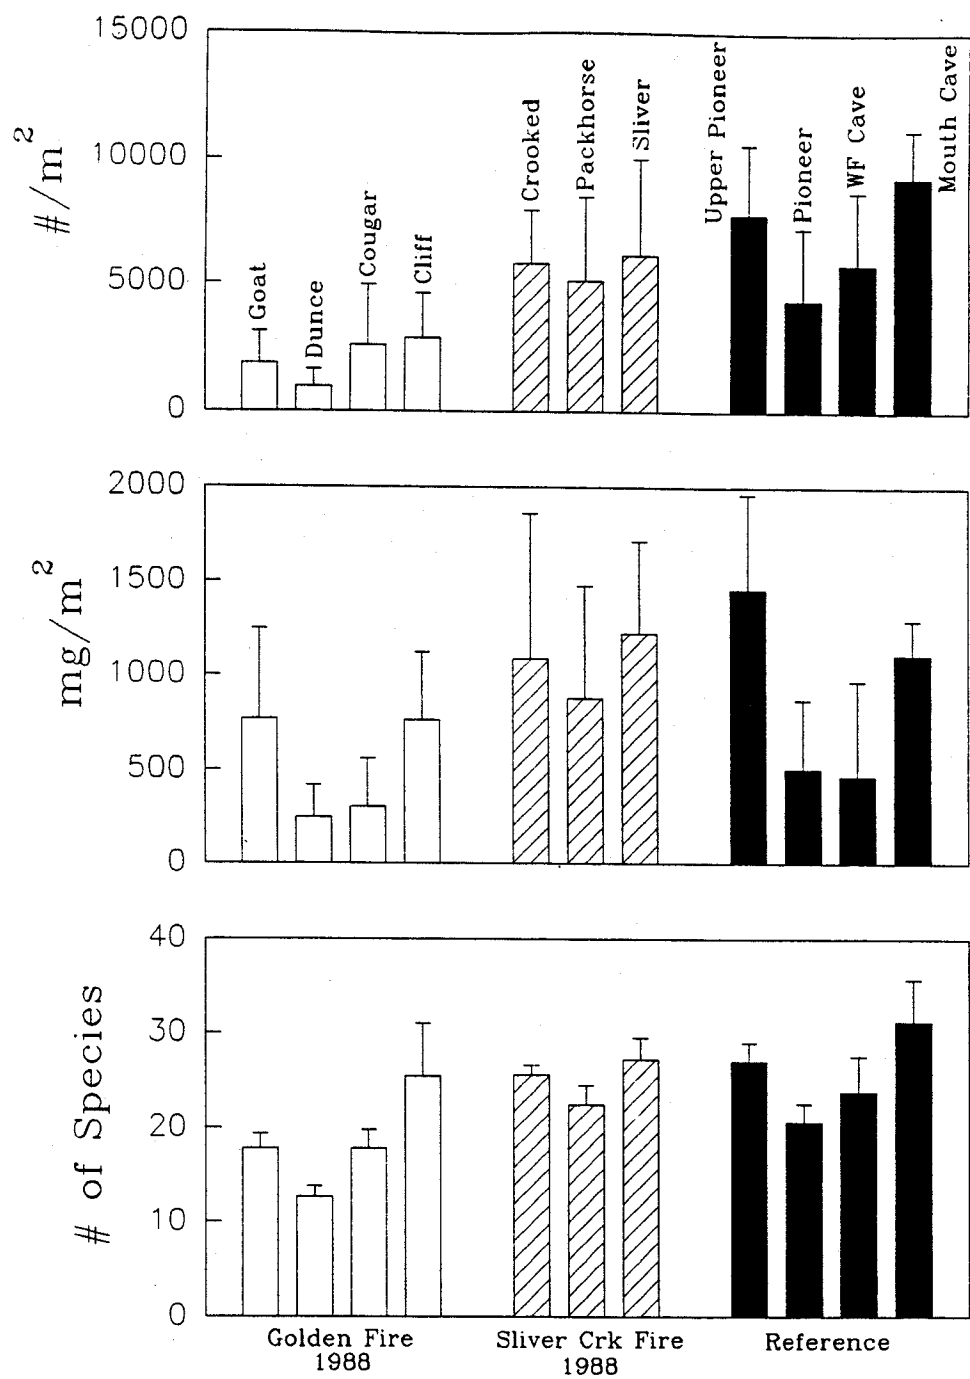 15000
10000
5000
0
#/m²
Goat
Dunce
Cougar
Cliff
Crooked
Packhorse
Sliver
Upper Pioneer
Pioneer
WF Cave
Mouth Cave
2000
1500
1000
500
0
mg/m²
40
30
20
10
0
# of Species
Golden Fire
1988
Sliver Crk Fire
1988
Reference